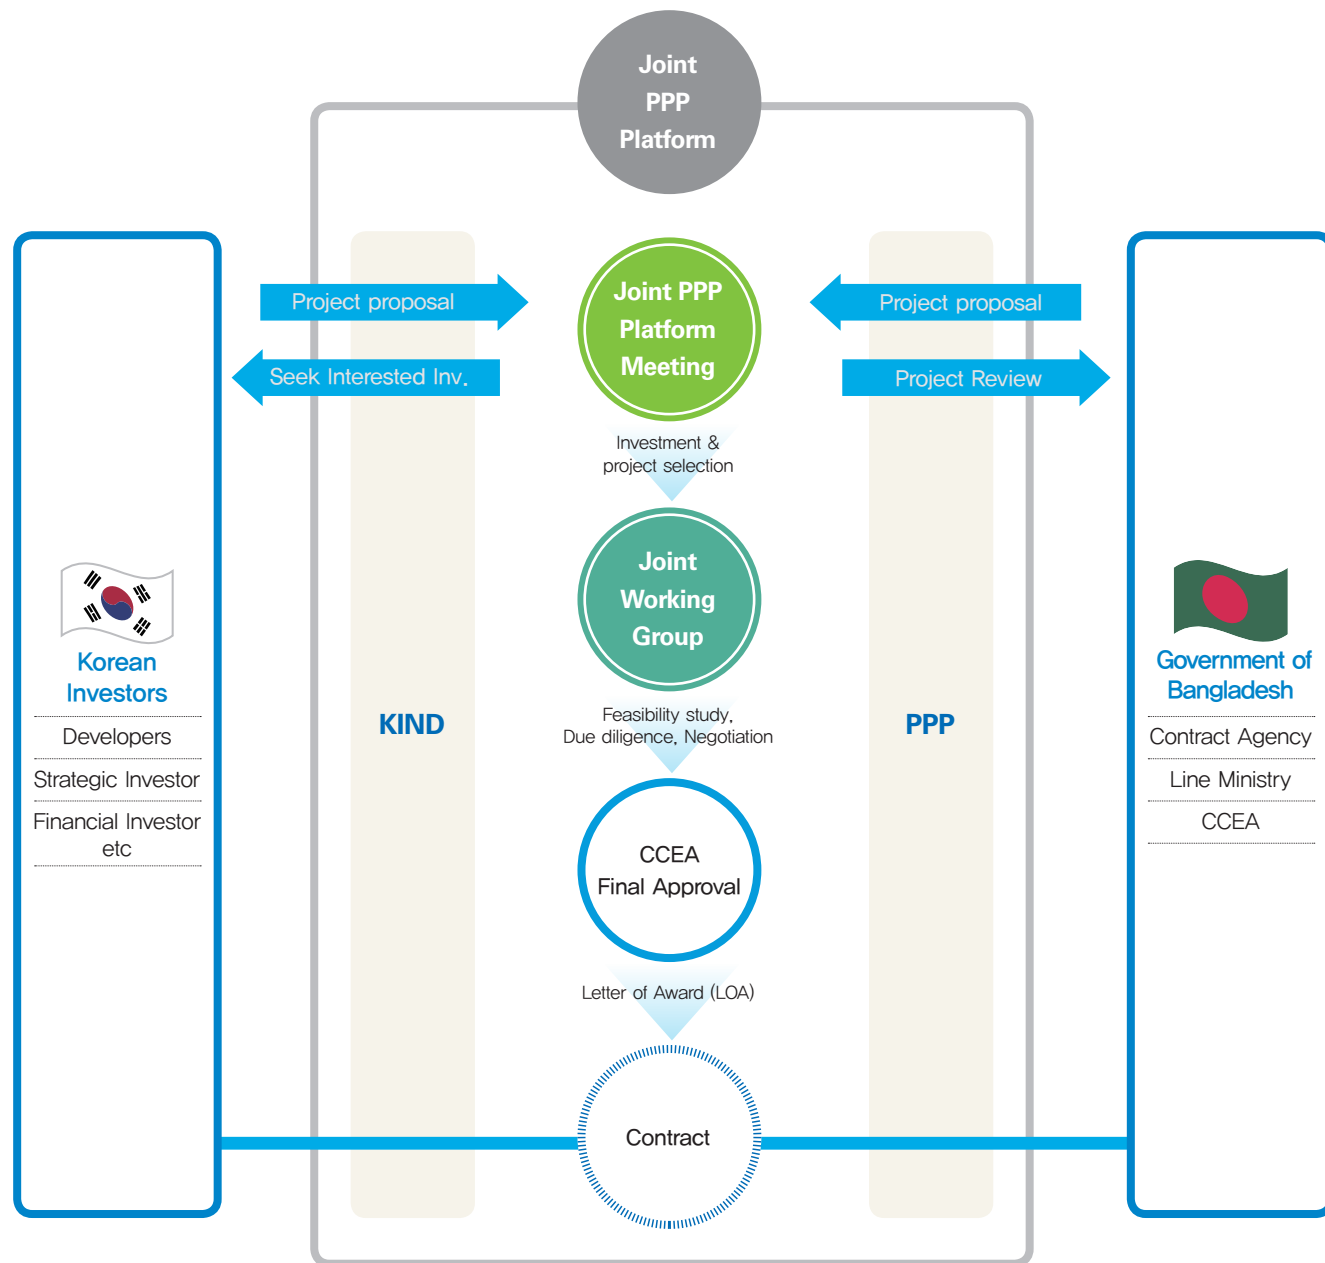 Joint
PPP
Platform
Project proposal
Seek Interested Inv.
Joint PPP
Platform
Meeting
Project proposal
Project Review
Investment &
project selection
Joint
Working
Group
Korean
Investors
Developers
Strategic Investor
Financial Investor
etc
KIND
Feasibility study,
Due diligence, Negotiation
PPP
Government of
Bangladesh
Contract Agency
Line Ministry
CCEA
CCEA
Final Approval
Letter of Award (LOA)
Contract